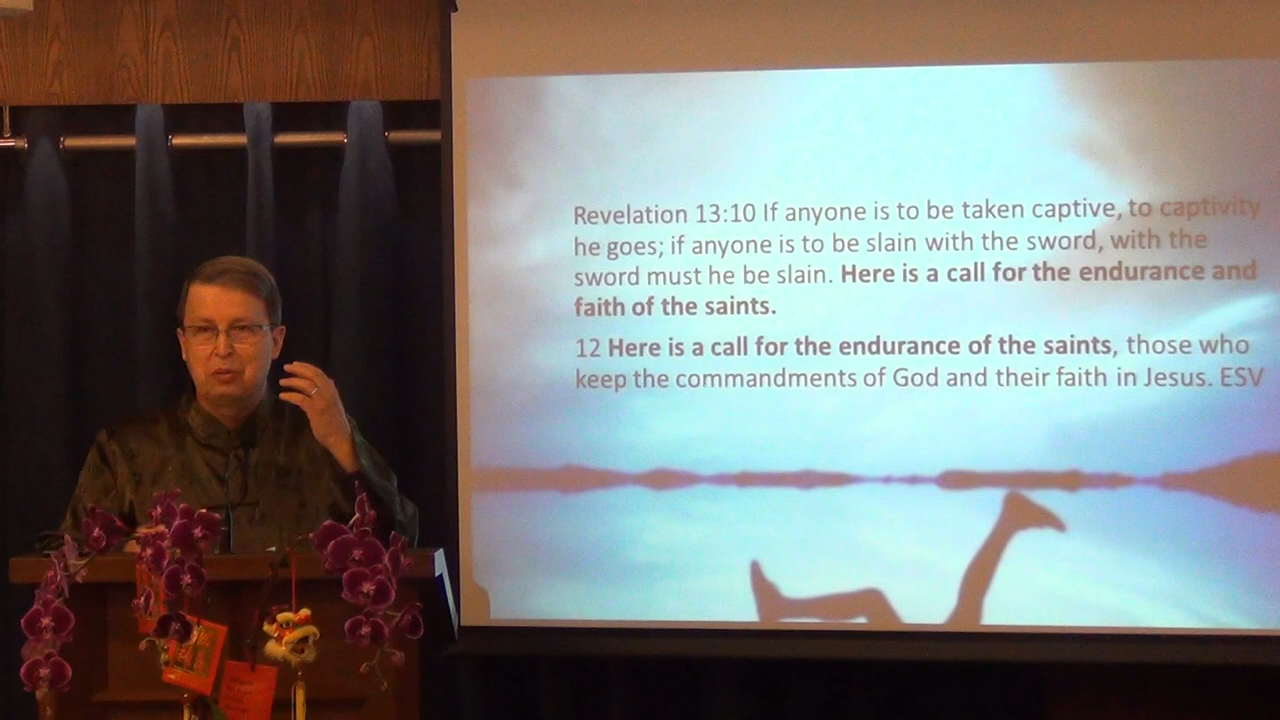 Revelation 13:10 If anyone is to be taken captive, to captivity
he goes; if anyone is to be slain with the sword, with the
sword must he be slain. Here is a call for the endurance and
faith of the saints.
12 Here is a call for the endurance of the saints, those who
keep the commandments of God and their faith in Jesus. ESV